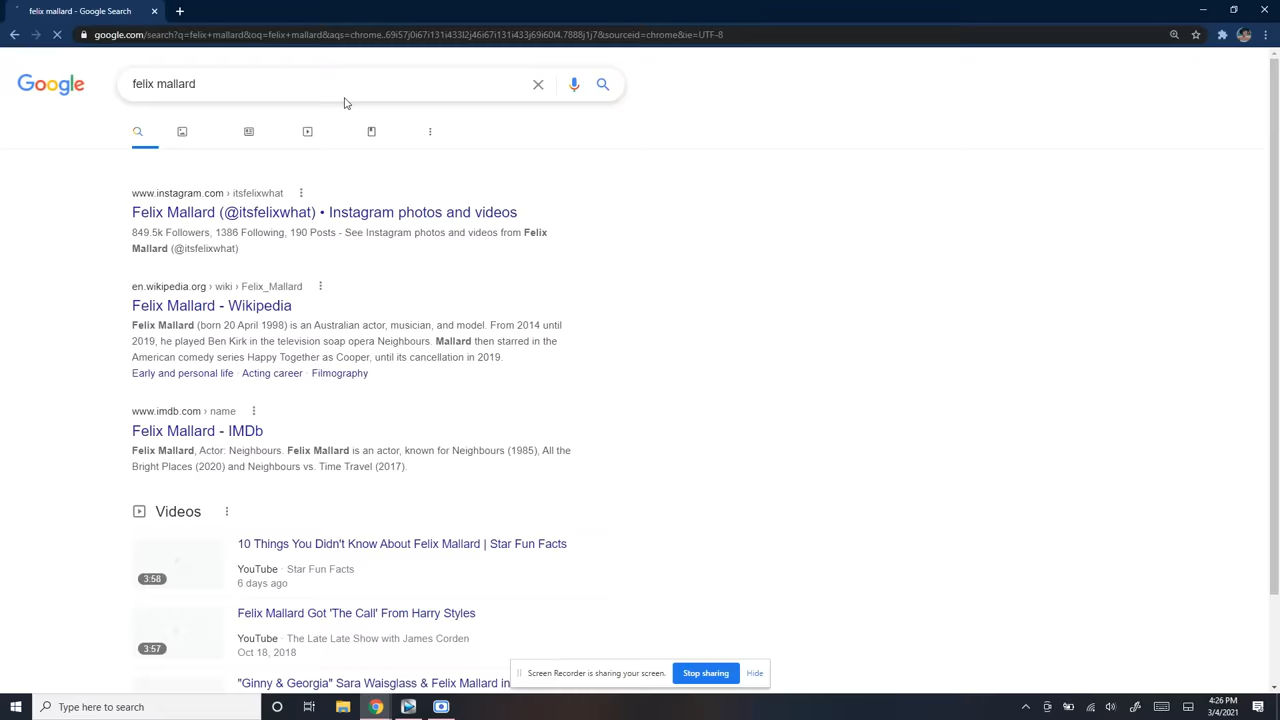 felix mallard - Google Search
google.com/search?q=felix+mallard&oq=felix+mallard&aqs=chrome..69i57j0i67i131i433l2j46i67i131i433j69i60l4.7888j1j7&sourceid=chrome&ie=UTF-8
Google
felix mallard
www.instagram.com › itsfelixwhat
Felix Mallard (@itsfelixwhat) • Instagram photos and videos
849.5k Followers, 1386 Following, 190 Posts - See Instagram photos and videos from Felix
Mallard (@itsfelixwhat)
en.wikipedia.org › wiki › Felix_Mallard
Felix Mallard - Wikipedia
Felix Mallard (born 20 April 1998) is an Australian actor, musician, and model. From 2014 until
2019, he played Ben Kirk in the television soap opera Neighbours. Mallard then starred in the
American comedy series Happy Together as Cooper, until its cancellation in 2019.
Early and personal life · Acting career · Filmography
www.imdb.com › name
Felix Mallard - IMDb
Felix Mallard, Actor: Neighbours. Felix Mallard is an actor, known for Neighbours (1985), All the
Bright Places (2020) and Neighbours vs. Time Travel (2017).
Videos
10 Things You Didn't Know About Felix Mallard | Star Fun Facts
YouTube · Star Fun Facts
3:58
6 days ago
Felix Mallard Got 'The Call' From Harry Styles
YouTube · The Late Late Show with James Corden
3:57
Oct 18, 2018
"Ginny & Georgia" Sara Waisglass & Felix Mallard in
Screen Recorder is sharing your screen.
Stop sharing
Hide
Type here to search
4:26 PM
3/4/2021